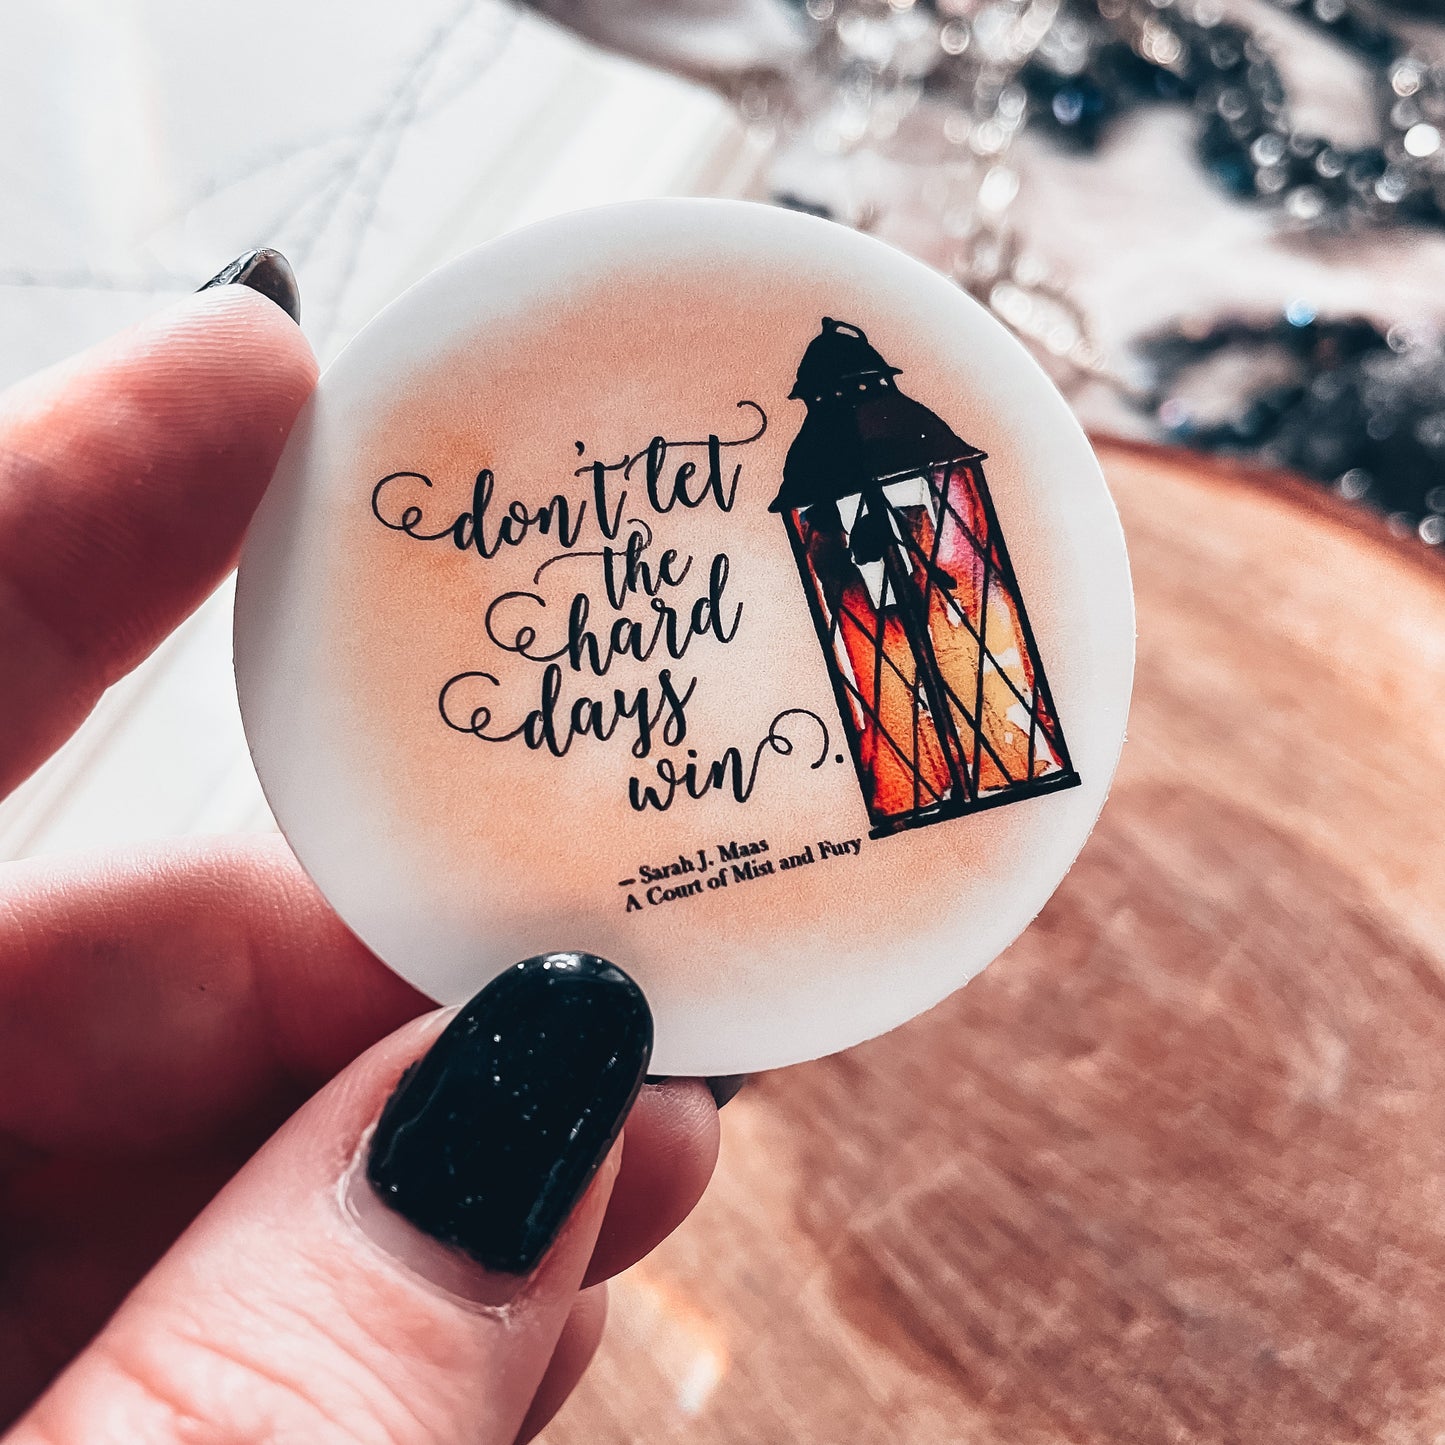 don't let
the
hard
days
win.
— Sarah J. Maas
A Court of Mist and Fury